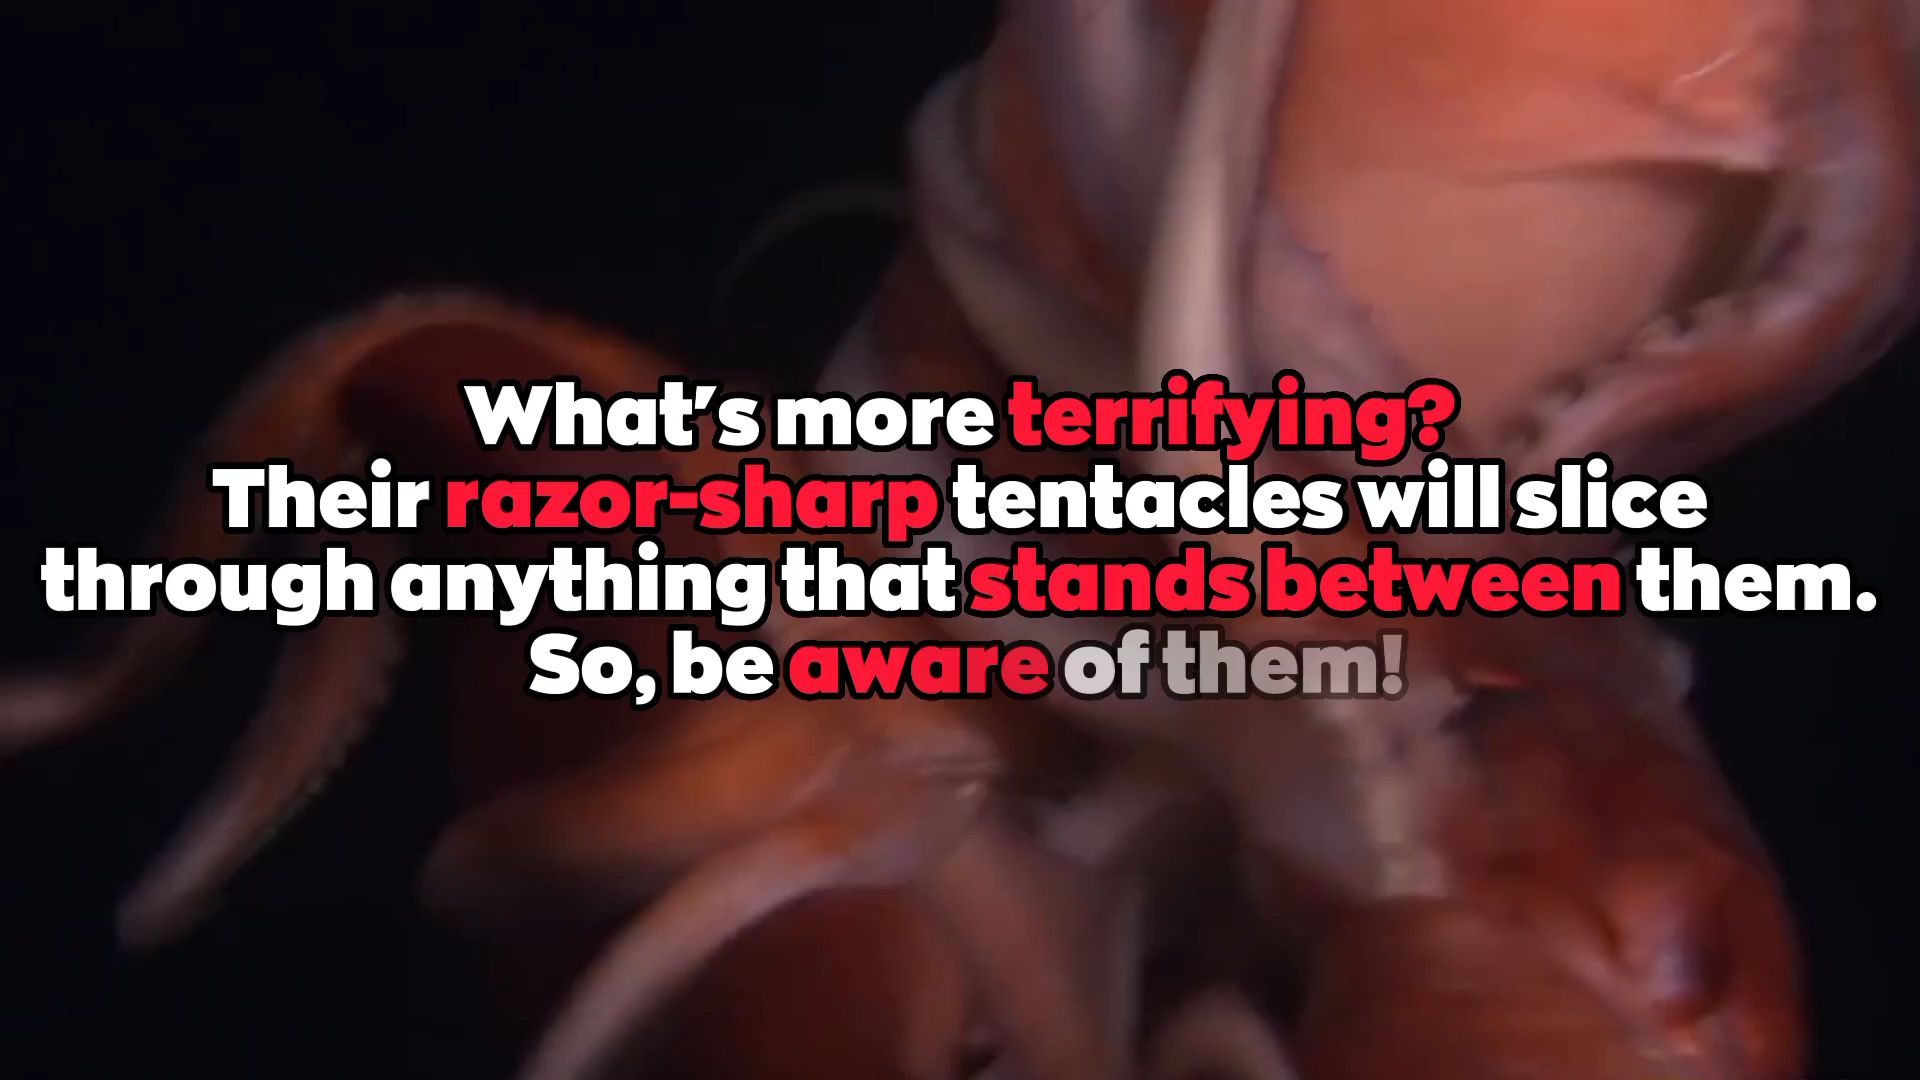 What's more terrifying?
Their razor-sharp tentacles will slice
through anything that stands between them.
So, be aware of them!